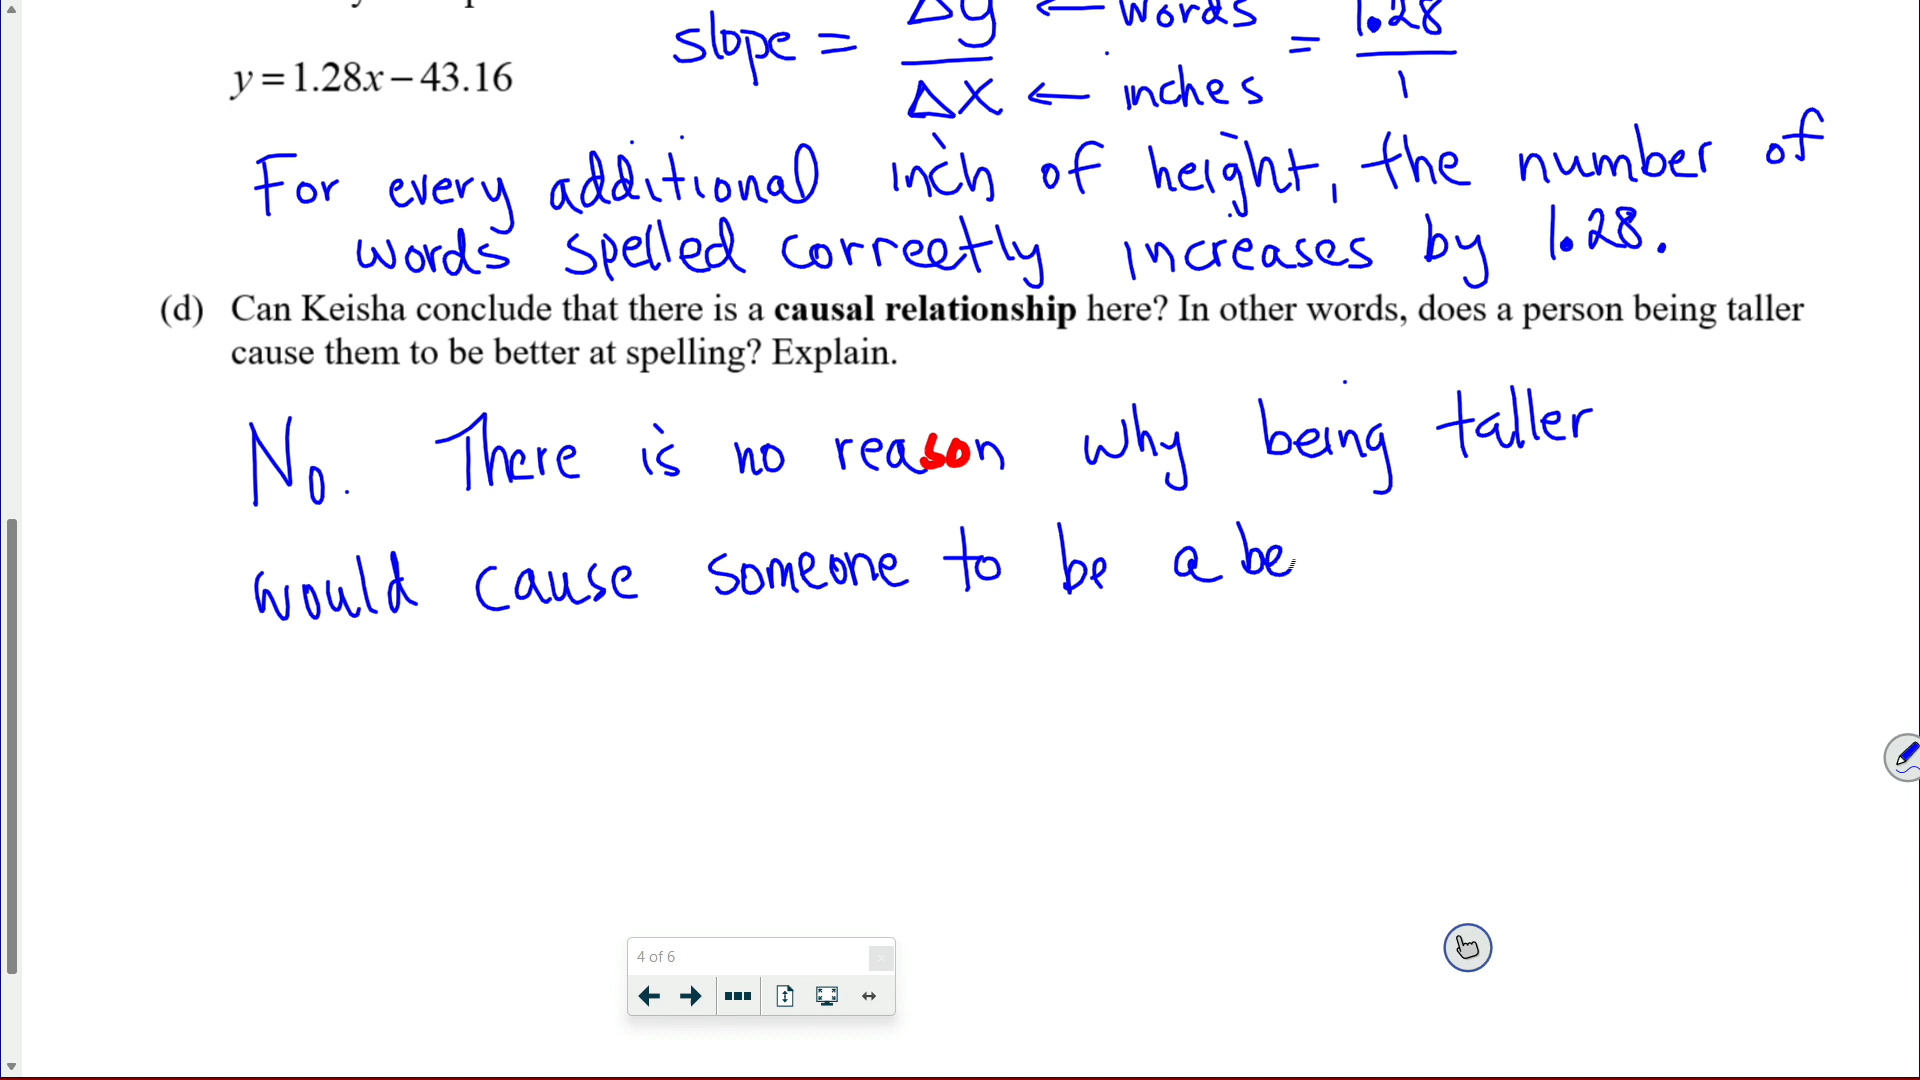 slope = Δy ← words = 1.28
Δx ← inches 1
y = 1.28x – 43.16
For every additional inch of height, the number of
words spelled correctly increases by 1.28.
(d) Can Keisha conclude that there is a causal relationship here? In other words, does a person being taller
cause them to be better at spelling? Explain.
No. There is no reason why being taller
would cause someone to be a be
4 of 6